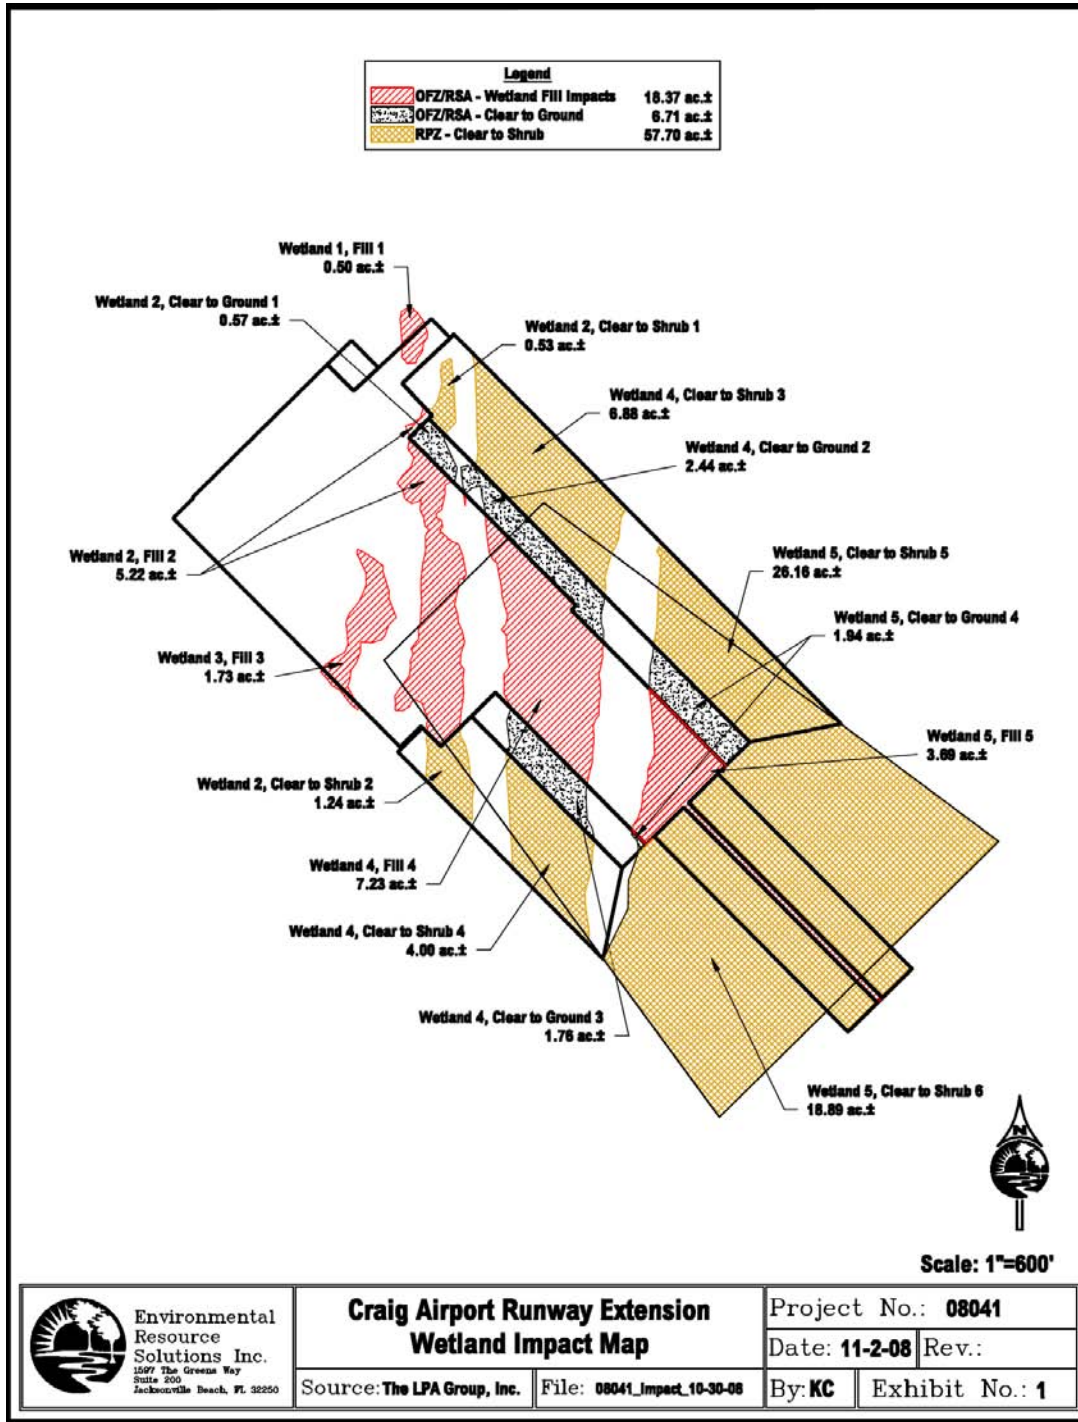 Legend
OFZ/RSA - Wetland Fill Impacts 18.37 ac.±
OFZ/RSA - Clear to Ground 6.71 ac.±
RPZ - Clear to Shrub 57.70 ac.±
Wetland 1, Fill 1
0.50 ac.±
Wetland 2, Clear to Ground 1
0.57 ac.±
Wetland 2, Clear to Shrub 1
0.53 ac.±
Wetland 4, Clear to Shrub 3
6.88 ac.±
Wetland 4, Clear to Ground 2
2.44 ac.±
Wetland 2, Fill 2
5.22 ac.±
Wetland 5, Clear to Shrub 5
26.16 ac.±
Wetland 5, Clear to Ground 4
1.94 ac.±
Wetland 3, Fill 3
1.73 ac.±
Wetland 5, Fill 5
3.69 ac.±
Wetland 2, Clear to Shrub 2
1.24 ac.±
Wetland 4, Fill 4
7.23 ac.±
Wetland 4, Clear to Shrub 4
4.00 ac.±
Wetland 4, Clear to Ground 3
1.76 ac.±
Wetland 5, Clear to Shrub 6
18.89 ac.±
N
Scale: 1"=600'
Environmental
Resource
Solutions Inc.
1597 The Greens Way
Suite 200
Jacksonville Beach, FL 32250
Craig Airport Runway Extension
Wetland Impact Map
Source: The LPA Group, Inc.
File: 08041_Impact_10-30-08
Project No.: 08041
Date: 11-2-08
Rev.:
By: KC
Exhibit No.: 1